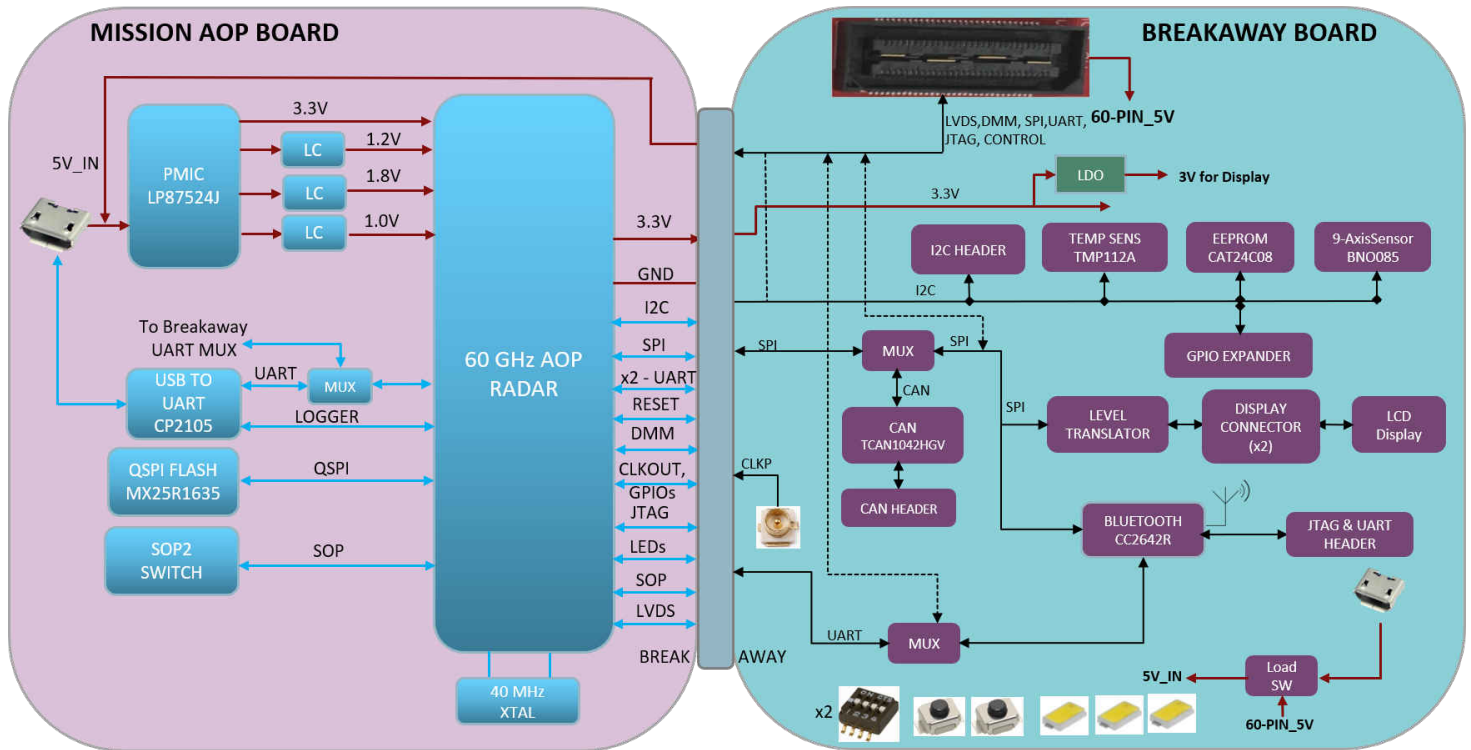 MISSION AOP BOARD
BREAKAWAY BOARD
5V_IN
PMIC
LP87524J
3.3V
LC
1.2V
LC
1.8V
LC
1.0V
60 GHz AOP
RADAR
To Breakaway
UART MUX
USB TO
UART
CP2105
UART
MUX
LOGGER
QSPI FLASH
MX25R1635
QSPI
SOP2
SWITCH
SOP
40 MHz
XTAL
3.3V
GND
I2C
SPI
x2 - UART
RESET
DMM
CLKOUT,
GPIOs
JTAG
LEDs
SOP
LVDS
BREAK
AWAY
LVDS,DMM, SPI,UART,
JTAG, CONTROL
60-PIN_5V
LDO
3V for Display
3.3V
I2C HEADER
TEMP SENS
TMP112A
EEPROM
CAT24C08
9-AxisSensor
BNO085
I2C
GPIO EXPANDER
SPI
MUX
SPI
CAN
CAN
TCAN1042HGV
CAN HEADER
SPI
LEVEL
TRANSLATOR
DISPLAY
CONNECTOR
(x2)
LCD
Display
CLKP
BLUETOOTH
CC2642R
JTAG & UART
HEADER
UART
MUX
5V_IN
Load
SW
60-PIN_5V
x2
ON
1 2 3 4